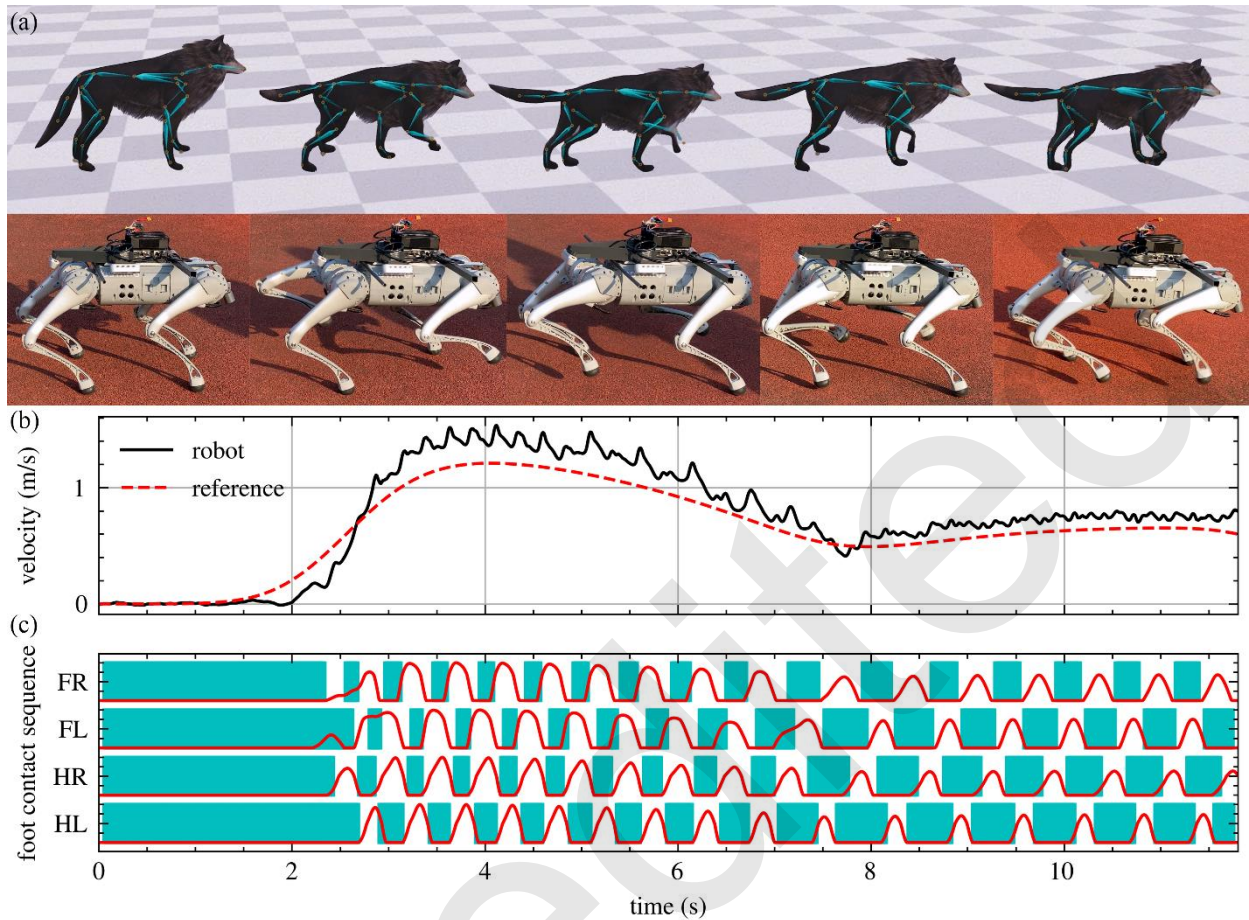 (a)
(b)
velocity (m/s)
1
0
robot
reference
(c)
foot contact sequence
FR
FL
HR
HL
0 2 4 6 8 10
time (s)
edited